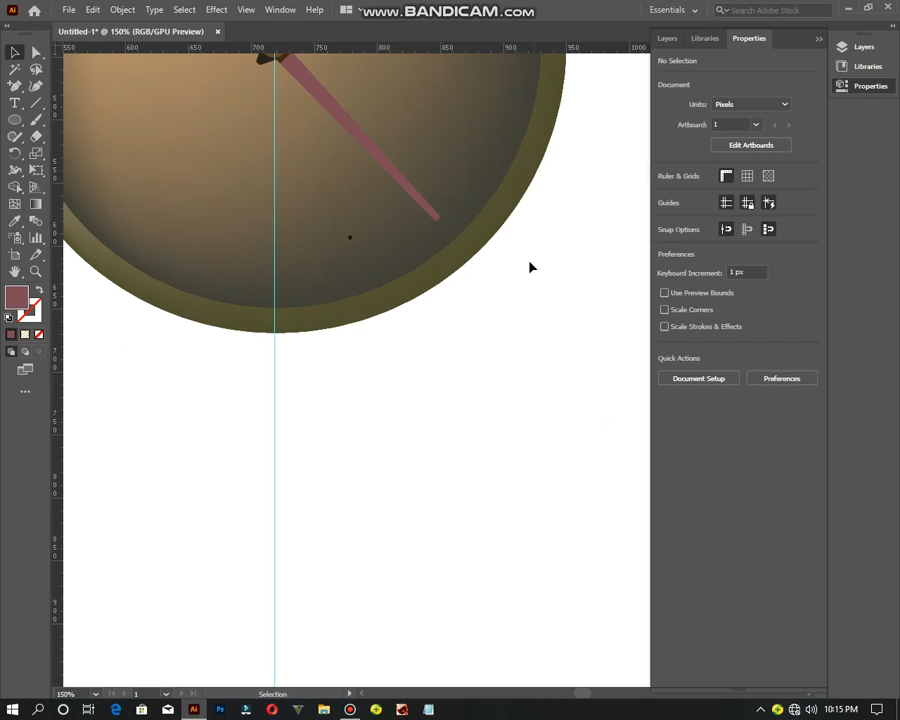 Ai File Edit Object Type Select Effect View Window Help
www.BANDICAM.com
Essentials Search Adobe Stock
Untitled-1* @ 150% (RGB/GPU Preview) ×
Layers Libraries Properties
550 600 650 700 750 800 850 900 950 1000
Layers
Libraries
Properties
No Selection
Document
Units: Pixels
Artboard: 1
Edit Artboards
Ruler & Grids
Guides
Snap Options
Preferences
Keyboard Increment: 1 px
Use Preview Bounds
Scale Corners
Scale Strokes & Effects
Quick Actions
Document Setup Preferences
150% 1 Selection
Ai Ps 10:15 PM